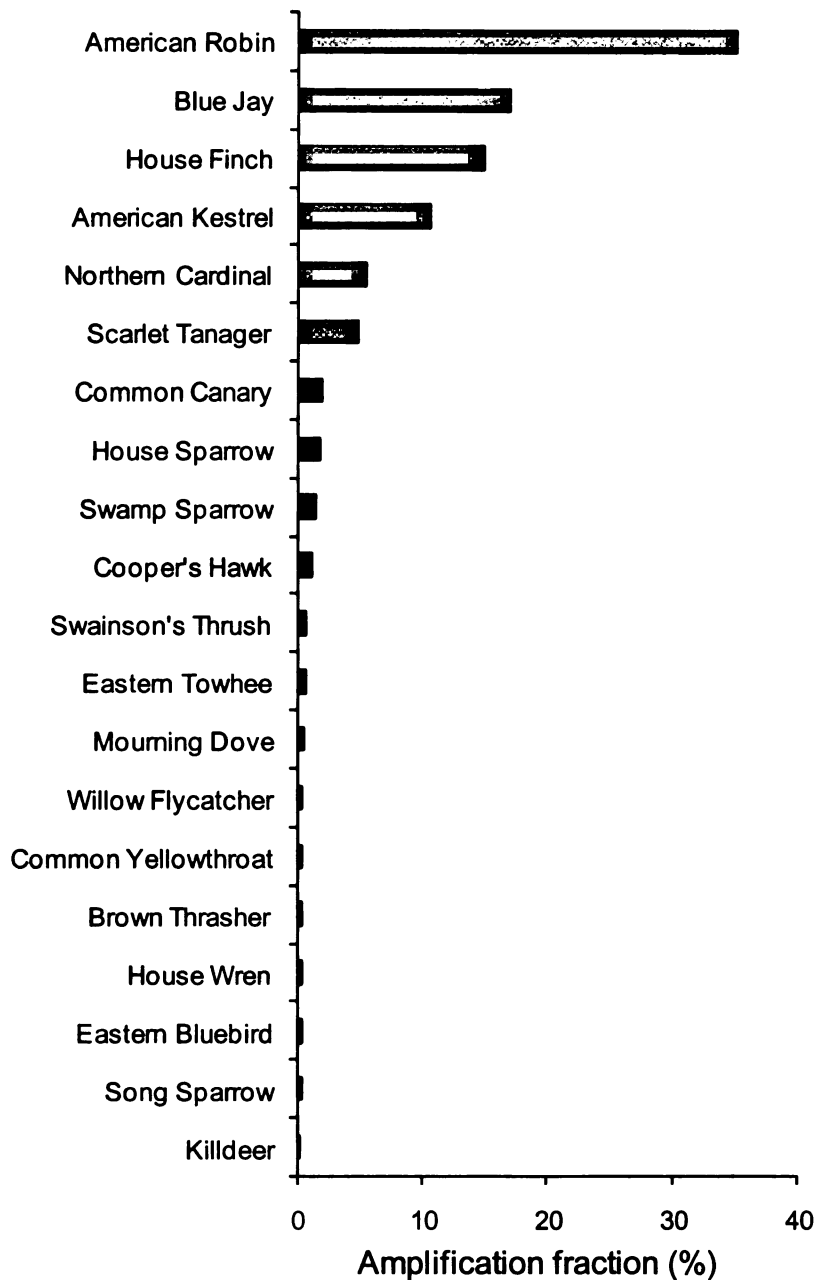 American Robin
Blue Jay
House Finch
American Kestrel
Northern Cardinal
Scarlet Tanager
Common Canary
House Sparrow
Swamp Sparrow
Cooper's Hawk
Swainson's Thrush
Eastern Towhee
Mourning Dove
Willow Flycatcher
Common Yellowthroat
Brown Thrasher
House Wren
Eastern Bluebird
Song Sparrow
Killdeer
0 10 20 30 40
Amplification fraction (%)